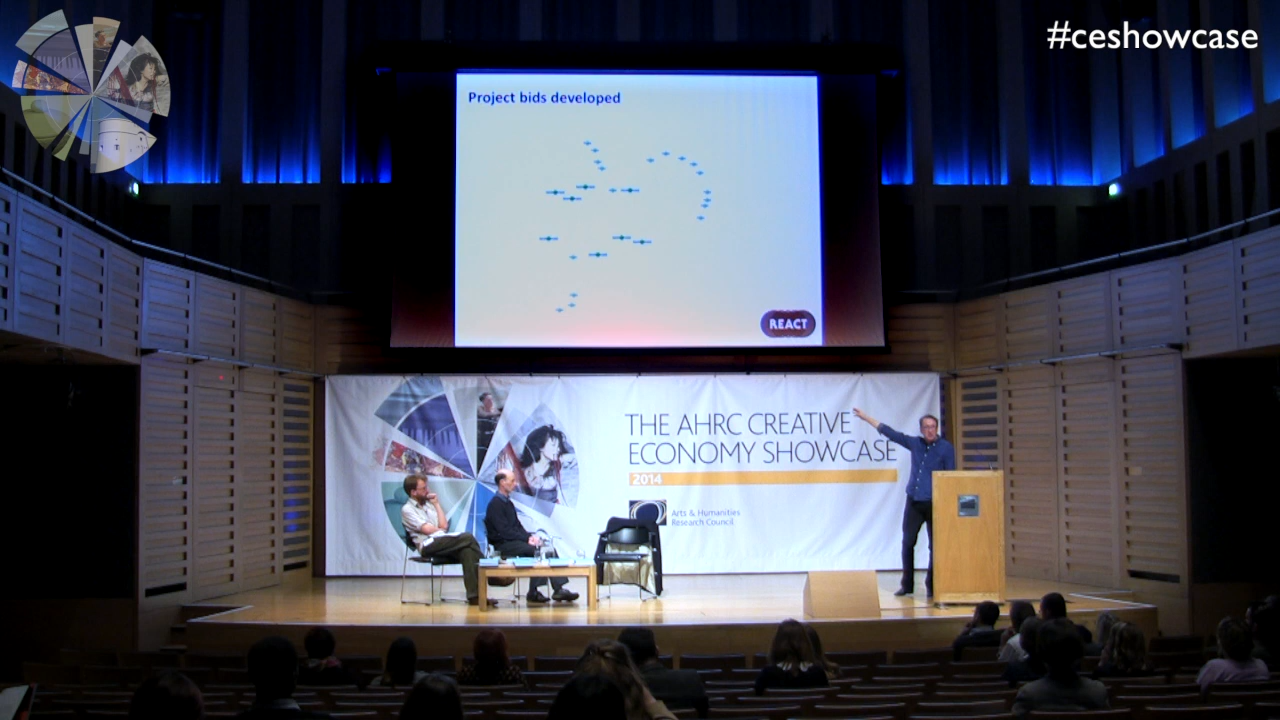 #ceshowcase
Project bids developed
REACT
THE AHRC CREATIVE
ECONOMY SHOWCASE
2014
Arts & Humanities
Research Council